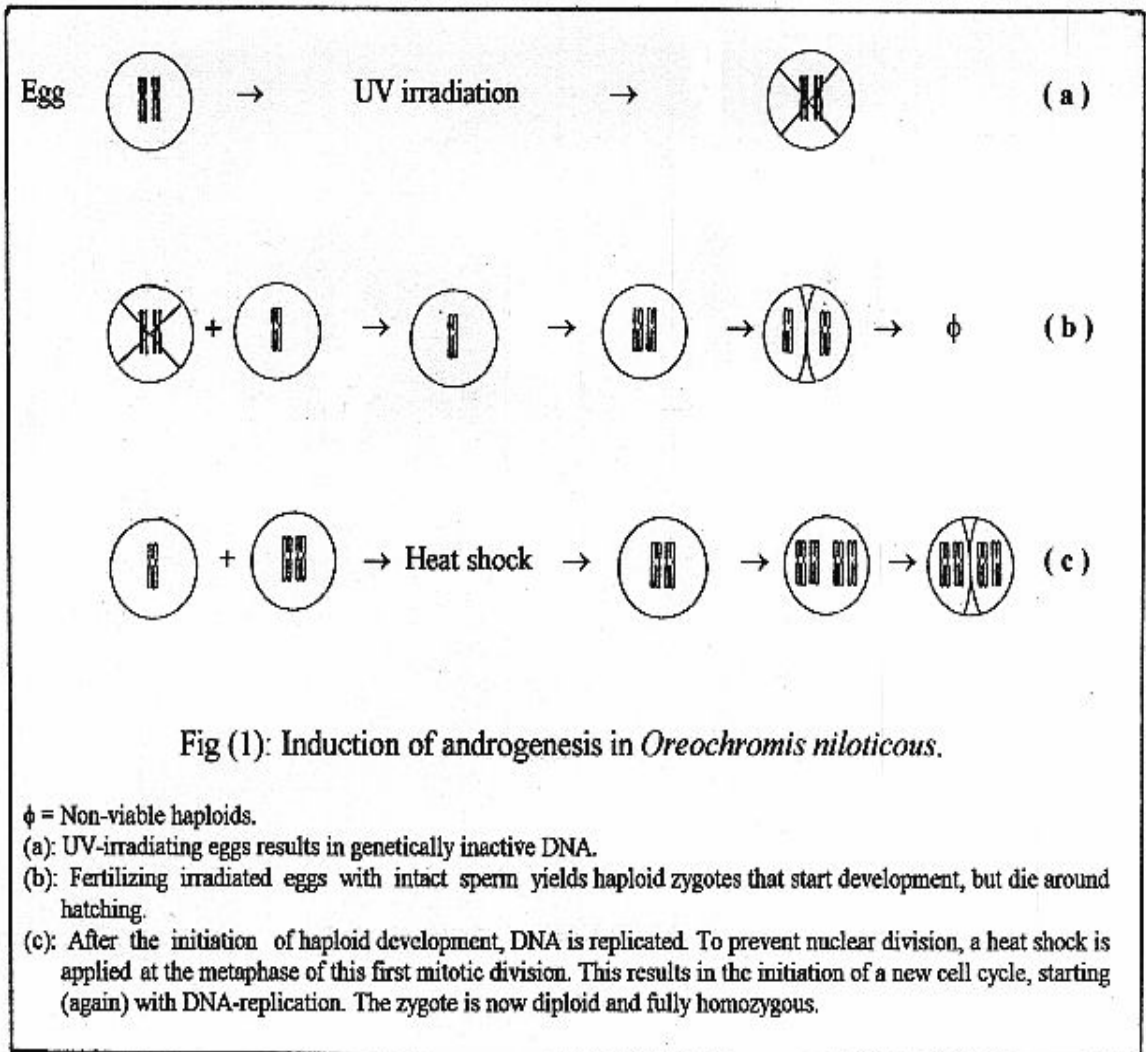 Egg → UV irradiation → (a)
+ → → → ϕ (b)
+ → Heat shock → → → (c)
Fig (1): Induction of androgenesis in Oreochromis niloticous.
ϕ = Non-viable haploids.
(a): UV-irradiating eggs results in genetically inactive DNA.
(b): Fertilizing irradiated eggs with intact sperm yields haploid zygotes that start development, but die around
hatching.
(c): After the initiation of haploid development, DNA is replicated. To prevent nuclear division, a heat shock is
applied at the metaphase of this first mitotic division. This results in the initiation of a new cell cycle, starting
(again) with DNA-replication. The zygote is now diploid and fully homozygous.